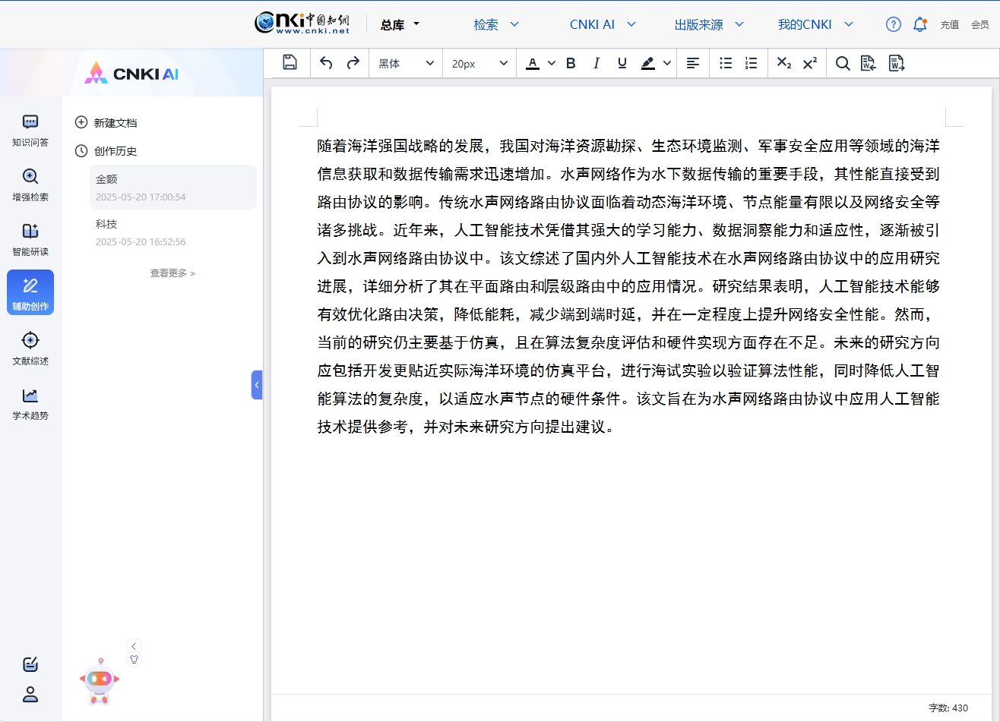 cnki中国知网
www.cnki.net
总库
检索
CNKI AI
出版来源
我的CNKI
充值
会员
CNKI AI
黑体
20px
知识问答
增强检索
智能研读
辅助创作
文献综述
学术趋势
新建文档
创作历史
金额
2025-05-20 17:00:54
科技
2025-05-20 16:52:56
查看更多 >
随着海洋强国战略的发展，我国对海洋资源勘探、生态环境监测、军事安全应用等领域的海洋
信息获取和数据传输需求迅速增加。水声网络作为水下数据传输的重要手段，其性能直接受到
路由协议的影响。传统水声网络路由协议面临着动态海洋环境、节点能量有限以及网络安全等
诸多挑战。近年来，人工智能技术凭借其强大的学习能力、数据洞察能力和适应性，逐渐被引
入到水声网络路由协议中。该文综述了国内外人工智能技术在水声网络路由协议中的应用研究
进展，详细分析了其在平面路由和层级路由中的应用情况。研究结果表明，人工智能技术能够
有效优化路由决策，降低能耗，减少端到端时延，并在一定程度上提升网络安全性能。然而，
当前的研究仍主要基于仿真，且在算法复杂度评估和硬件实现方面存在不足。未来的研究方向
应包括开发更贴近实际海洋环境的仿真平台，进行海试实验以验证算法性能，同时降低人工智
能算法的复杂度，以适应水声节点的硬件条件。该文旨在为水声网络路由协议中应用人工智能
技术提供参考，并对未来研究方向提出建议。
字数: 430